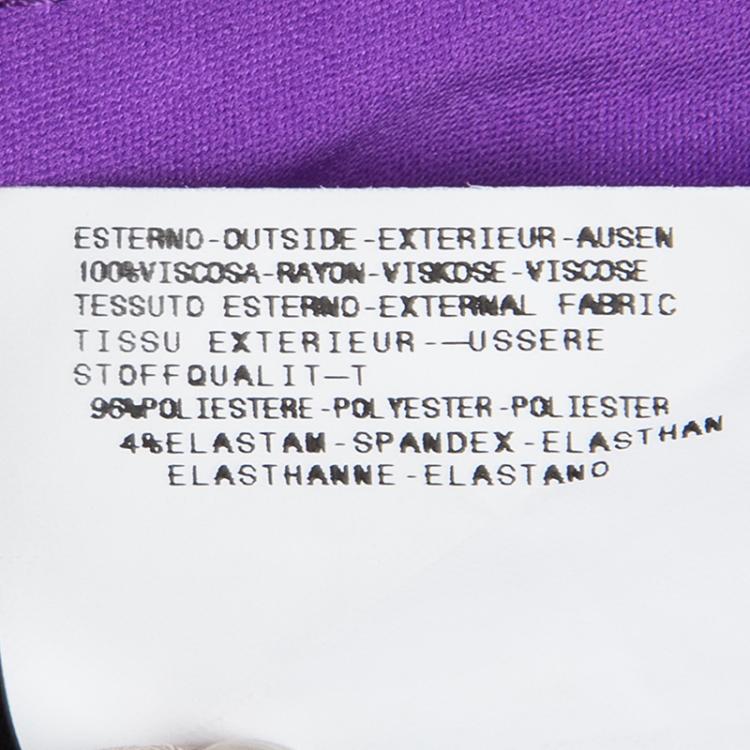 ESTERNO-OUTSIDE-EXTERIEUR-AUSEN
100%VISCOSA-RAYON-VISKOSE-VISCOSE
TESSUTO ESTERNO-EXTERNAL FABRIC
TISSU EXTERIEUR-—USSERE
STOFFQUALIT—T
96%POLIESTERE-POLYESTER-POLIESTER
4%ELASTAM-SPANDEX-ELASTHAN
ELASTHANNE-ELASTANO